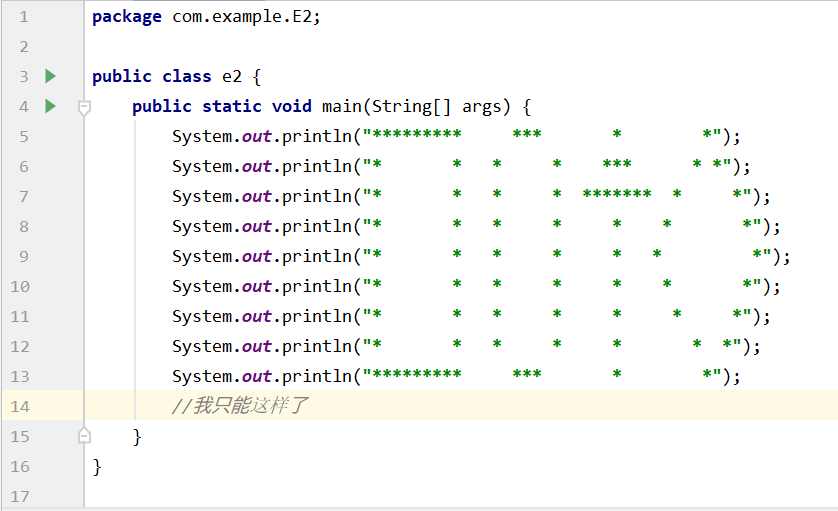 1 package com.example.E2;
2
3 public class e2 {
4     public static void main(String[] args) {
5         System.out.println("*********     ***       *        *");
6         System.out.println("*       *   *     *    ***      * *");
7         System.out.println("*       *   *     *  *******  *     *");
8         System.out.println("*       *   *     *     *    *       *");
9         System.out.println("*       *   *     *     *   *         *");
10         System.out.println("*       *   *     *     *    *       *");
11         System.out.println("*       *   *     *     *     *     *");
12         System.out.println("*       *   *     *     *       *  *");
13         System.out.println("*********     ***       *        *");
14         //我只能这样了
15     }
16 }
17